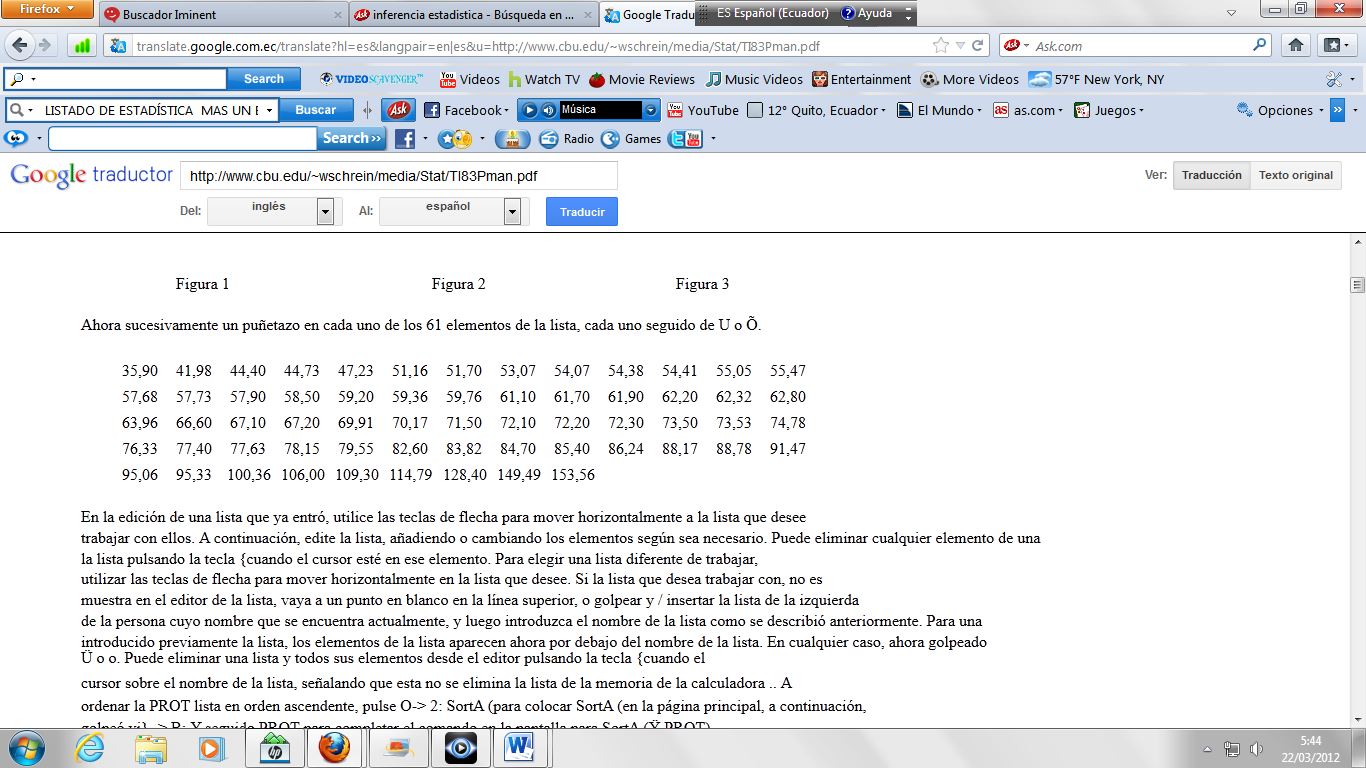 Firefox
Buscador Iminent
inferencia estadistica - Búsqueda en ...
Google Tradu
ES Español (Ecuador)
Ayuda
translate.google.com.ec/translate?hl=es&langpair=en|es&u=http://www.cbu.edu/~wschrein/media/Stat/TI83Pman.pdf
Ask.com
Search
VIDEOSCAVENGER™
Videos
Watch TV
Movie Reviews
Music Videos
Entertainment
More Videos
57°F New York, NY
LISTADO DE ESTADÍSTICA MAS UN E
Buscar
Ask
Facebook
Música
YouTube
12° Quito, Ecuador
El Mundo
as.com
Juegos
Opciones
Search >>
Radio
Games
Google traductor
http://www.cbu.edu/~wschrein/media/Stat/TI83Pman.pdf
Ver: Traducción Texto original
Del: inglés Al: español Traducir
Figura 1 Figura 2 Figura 3
Ahora sucesivamente un puñetazo en cada uno de los 61 elementos de la lista, cada uno seguido de U o Õ.
35,90 41,98 44,40 44,73 47,23 51,16 51,70 53,07 54,07 54,38 54,41 55,05 55,47
57,68 57,73 57,90 58,50 59,20 59,36 59,76 61,10 61,70 61,90 62,20 62,32 62,80
63,96 66,60 67,10 67,20 69,91 70,17 71,50 72,10 72,20 72,30 73,50 73,53 74,78
76,33 77,40 77,63 78,15 79,55 82,60 83,82 84,70 85,40 86,24 88,17 88,78 91,47
95,06 95,33 100,36 106,00 109,30 114,79 128,40 149,49 153,56
En la edición de una lista que ya entró, utilice las teclas de flecha para mover horizontalmente a la lista que desee
trabajar con ellos. A continuación, edite la lista, añadiendo o cambiando los elementos según sea necesario. Puede eliminar cualquier elemento de una
la lista pulsando la tecla {cuando el cursor esté en ese elemento. Para elegir una lista diferente de trabajar,
utilizar las teclas de flecha para mover horizontalmente en la lista que desee. Si la lista que desea trabajar con, no es
muestra en el editor de la lista, vaya a un punto en blanco en la línea superior, o golpear y / insertar la lista de la izquierda
de la persona cuyo nombre que se encuentra actualmente, y luego introduzca el nombre de la lista como se describió anteriormente. Para una
introducido previamente la lista, los elementos de la lista aparecen ahora por debajo del nombre de la lista. En cualquier caso, ahora golpeado
Ü o o. Puede eliminar una lista y todos sus elementos desde el editor pulsando la tecla {cuando el
cursor sobre el nombre de la lista, señalando que esta no se elimina la lista de la memoria de la calculadora .. A
ordenar la PROT lista en orden ascendente, pulse O-> 2: SortA (para colocar SortA (en la página principal, a continuación,
golpeó vi} -> B: Y seguido PROT para completar el comando en la pantalla para SortA (Ÿ PROT)
5:44
22/03/2012